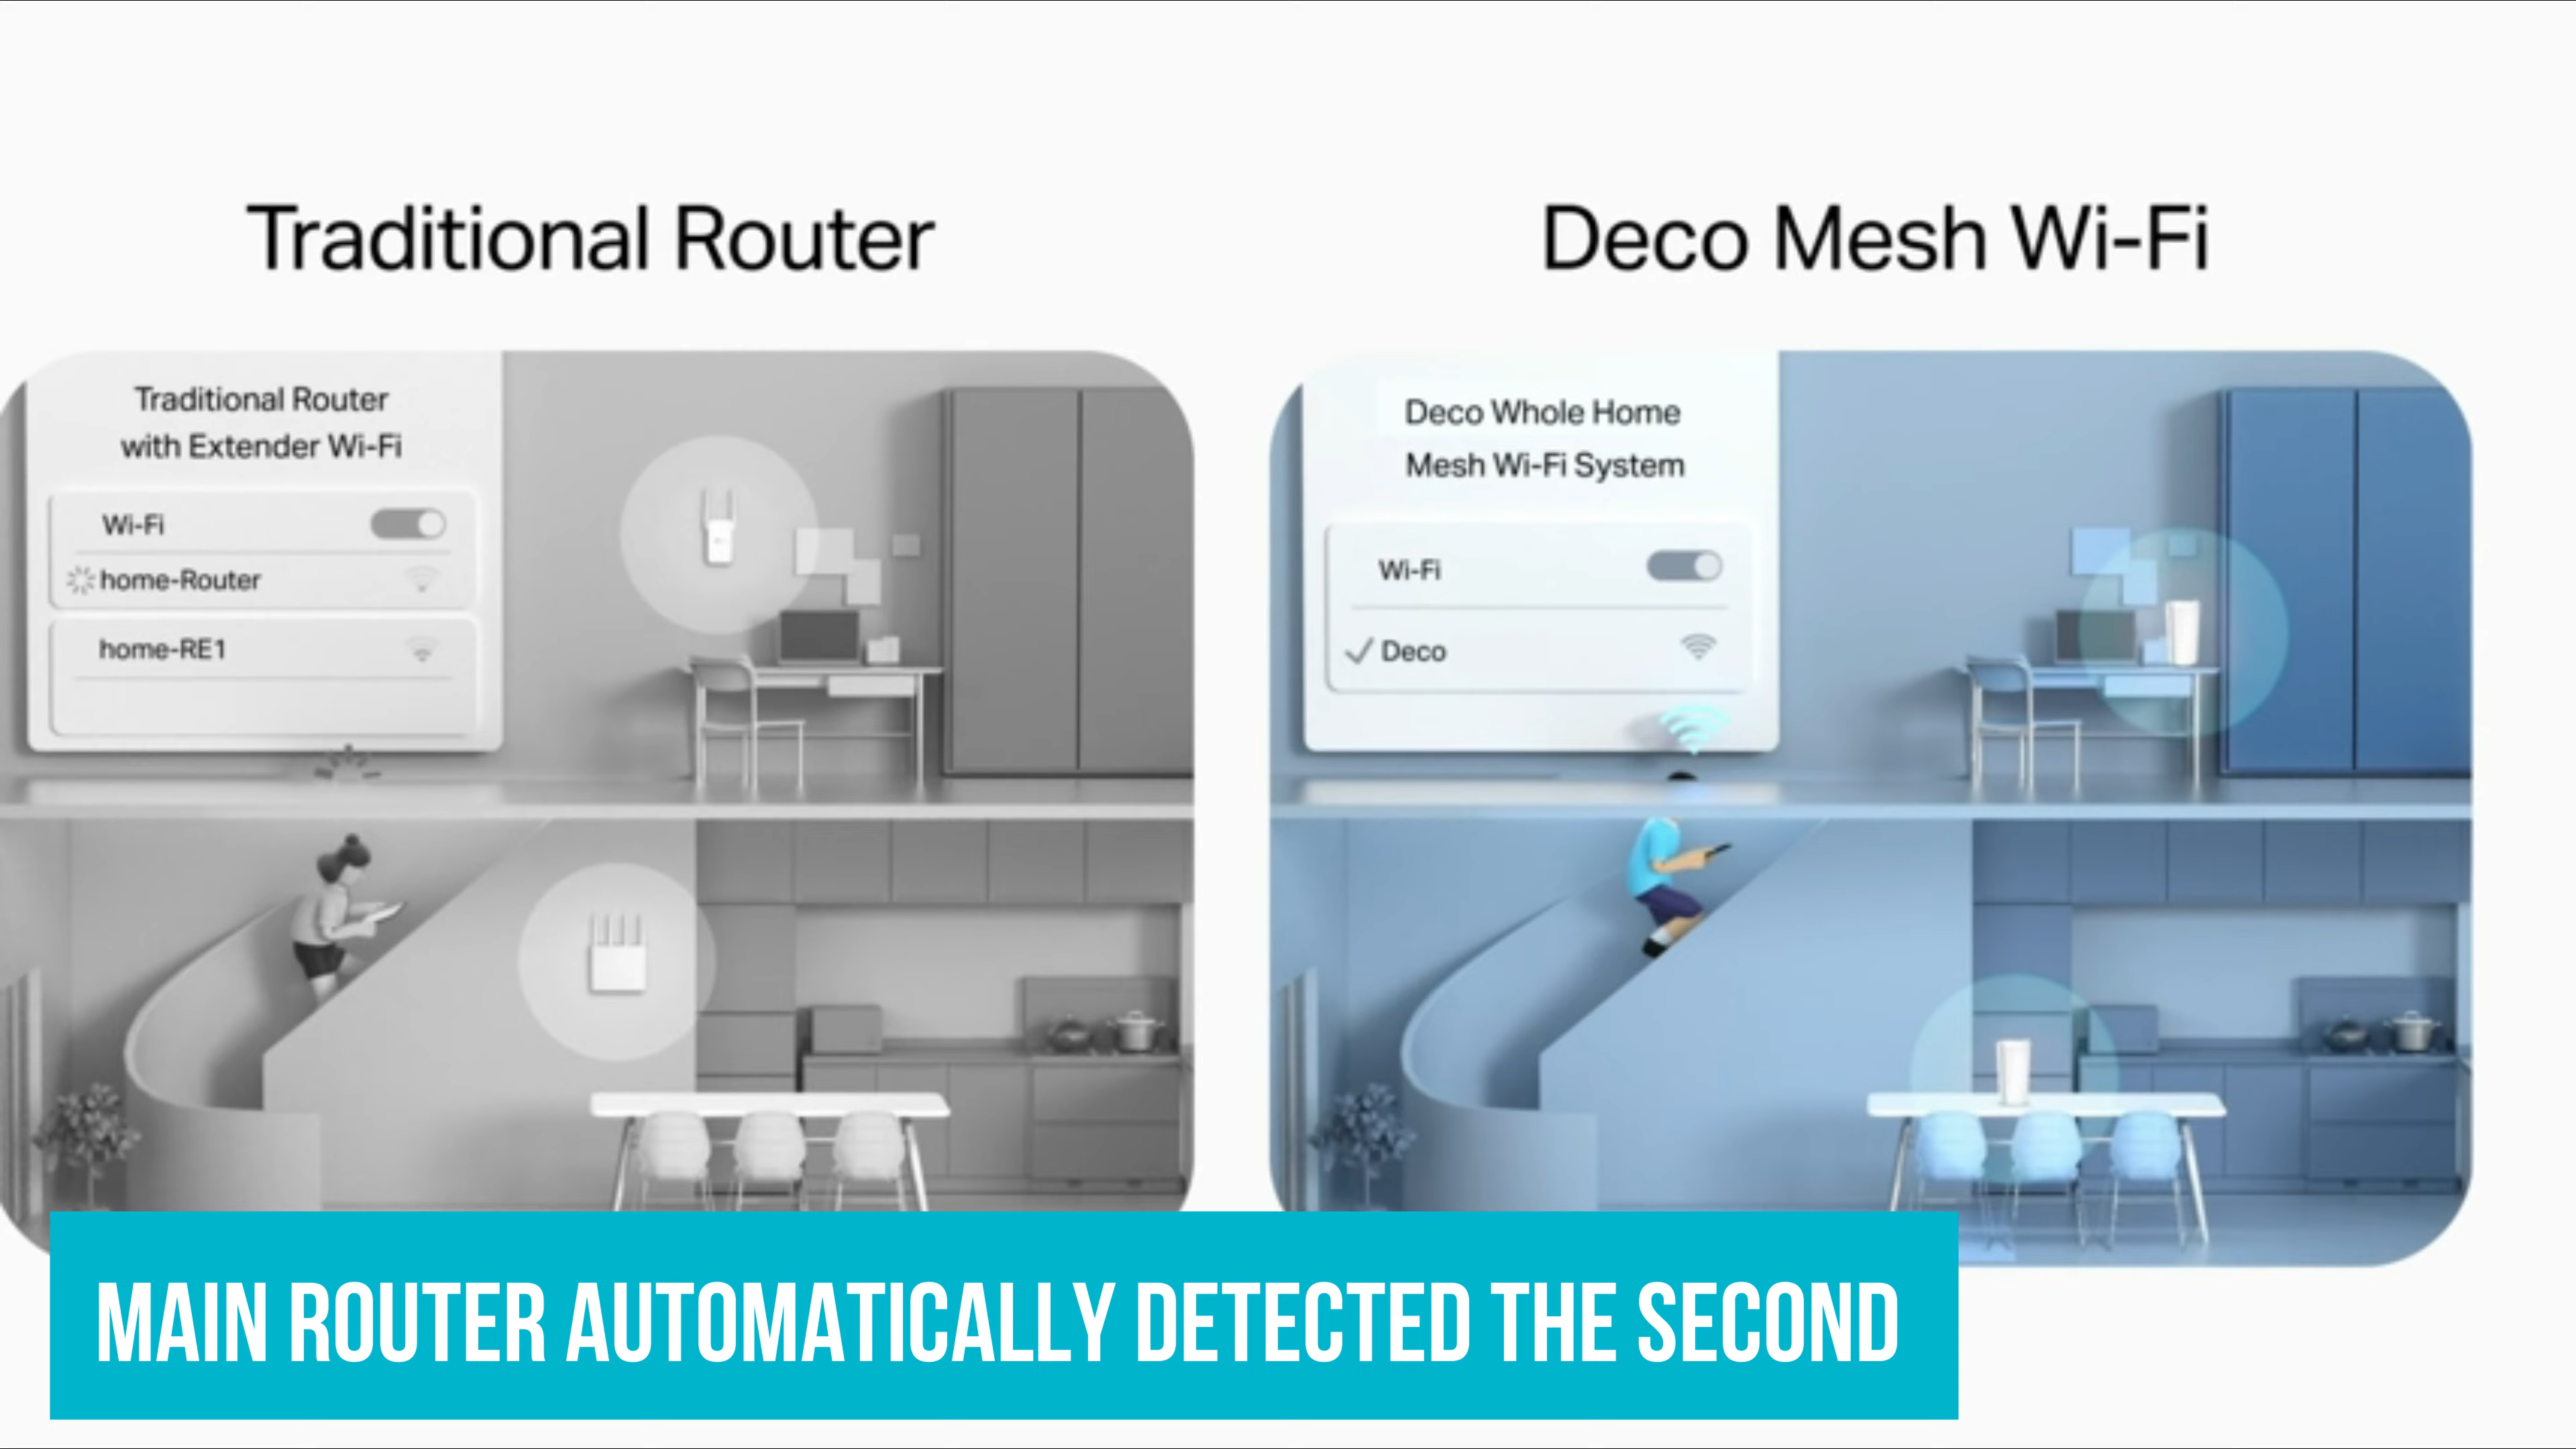 Traditional Router
Deco Mesh Wi-Fi
Traditional Router
with Extender Wi-Fi
Wi-Fi
home-Router
home-RE1
Deco Whole Home
Mesh Wi-Fi System
Wi-Fi
Deco
MAIN ROUTER AUTOMATICALLY DETECTED THE SECOND